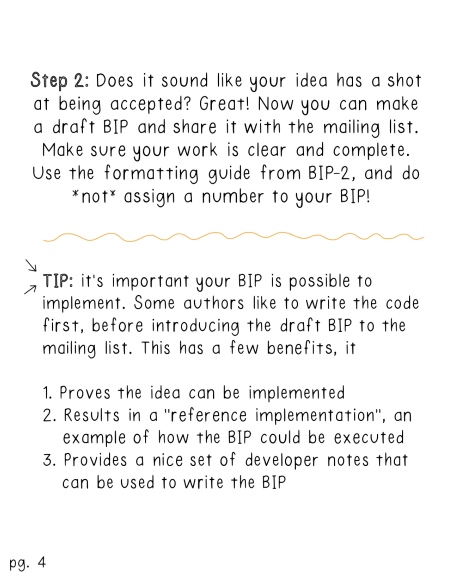 Step 2: Does it sound like your idea has a shot
at being accepted? Great! Now you can make
a draft BIP and share it with the mailing list.
Make sure your work is clear and complete.
Use the formatting guide from BIP-2, and do
*not* assign a number to your BIP!
TIP: it's important your BIP is possible to
implement. Some authors like to write the code
first, before introducing the draft BIP to the
mailing list. This has a few benefits, it
1. Proves the idea can be implemented
2. Results in a "reference implementation", an
example of how the BIP could be executed
3. Provides a nice set of developer notes that
can be used to write the BIP
pg. 4